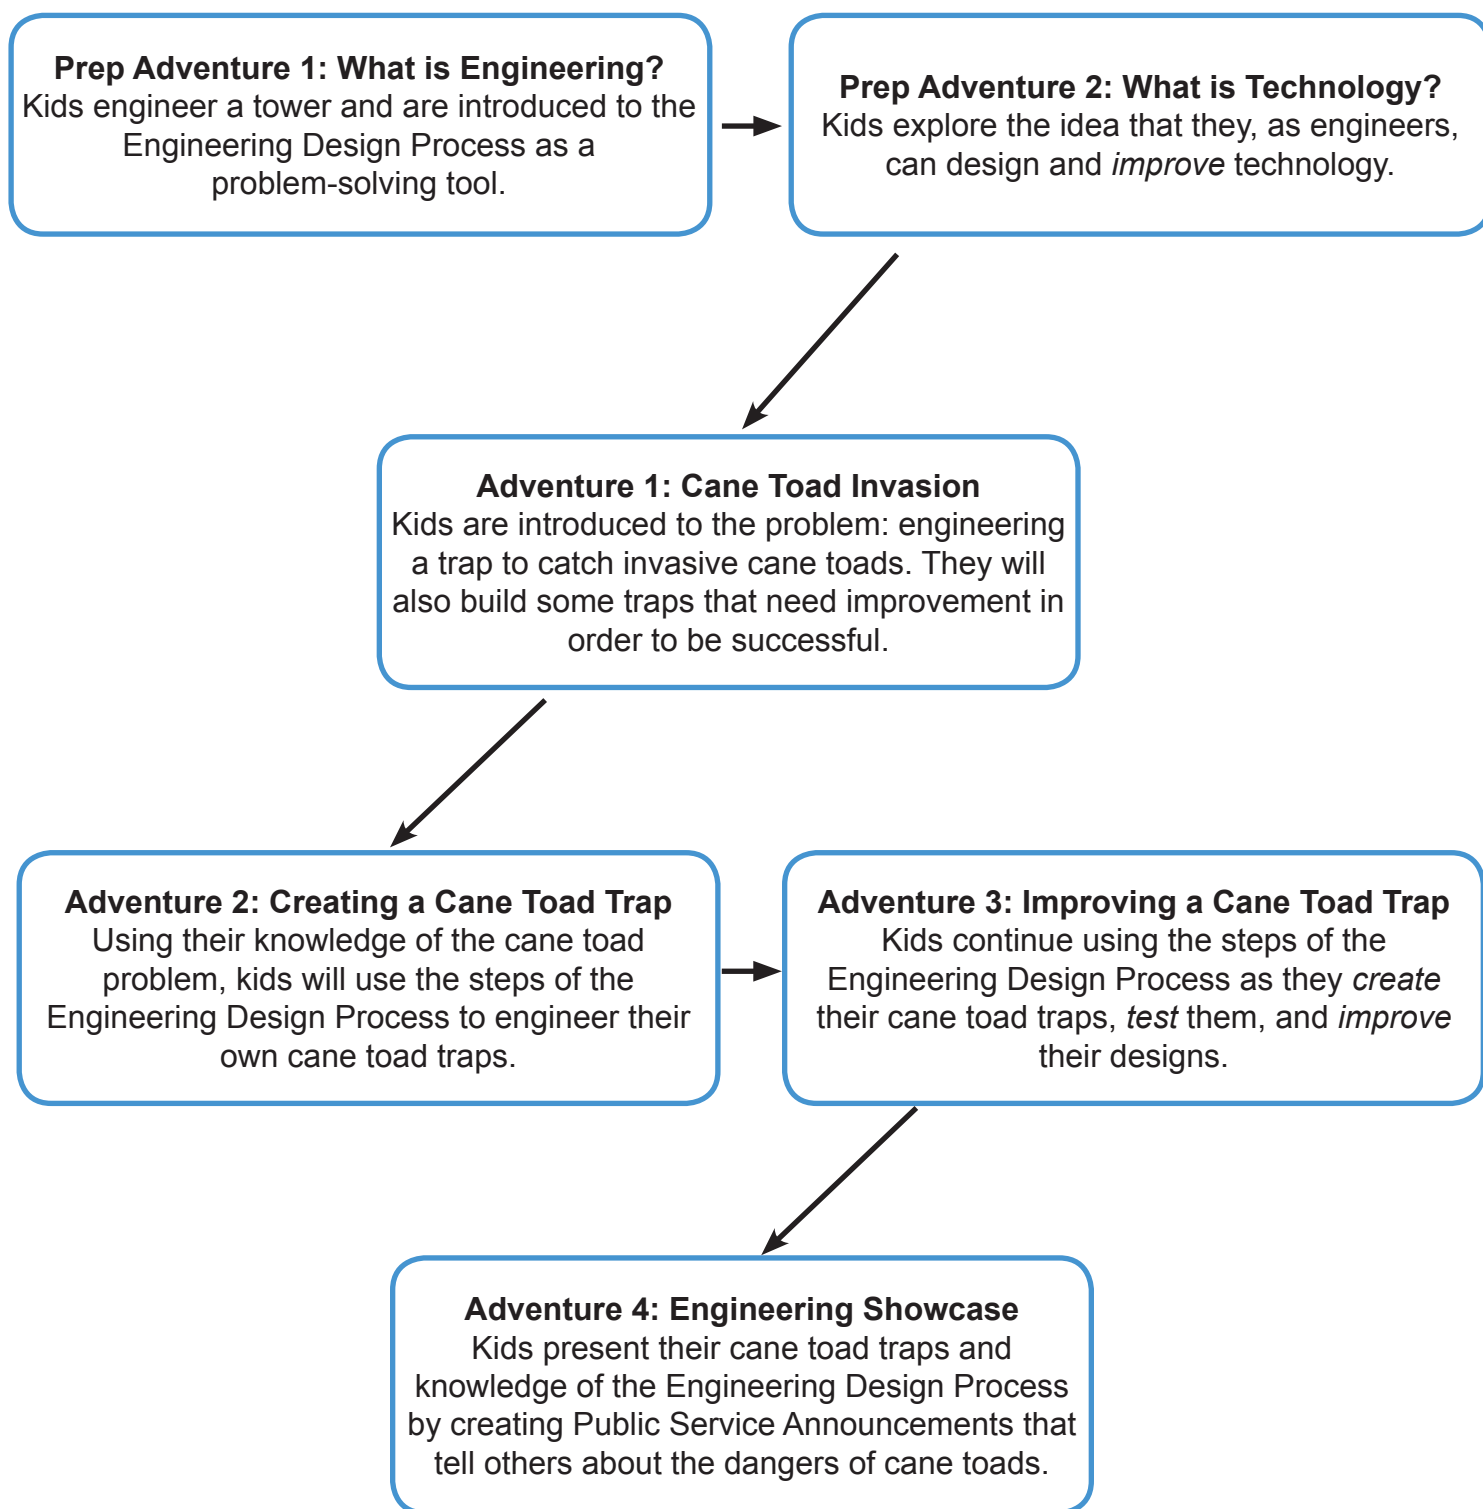 Prep Adventure 1: What is Engineering?
Kids engineer a tower and are introduced to the
Engineering Design Process as a
problem-solving tool.
Prep Adventure 2: What is Technology?
Kids explore the idea that they, as engineers,
can design and improve technology.
Adventure 1: Cane Toad Invasion
Kids are introduced to the problem: engineering
a trap to catch invasive cane toads. They will
also build some traps that need improvement in
order to be successful.
Adventure 2: Creating a Cane Toad Trap
Using their knowledge of the cane toad
problem, kids will use the steps of the
Engineering Design Process to engineer their
own cane toad traps.
Adventure 3: Improving a Cane Toad Trap
Kids continue using the steps of the
Engineering Design Process as they create
their cane toad traps, test them, and improve
their designs.
Adventure 4: Engineering Showcase
Kids present their cane toad traps and
knowledge of the Engineering Design Process
by creating Public Service Announcements that
tell others about the dangers of cane toads.